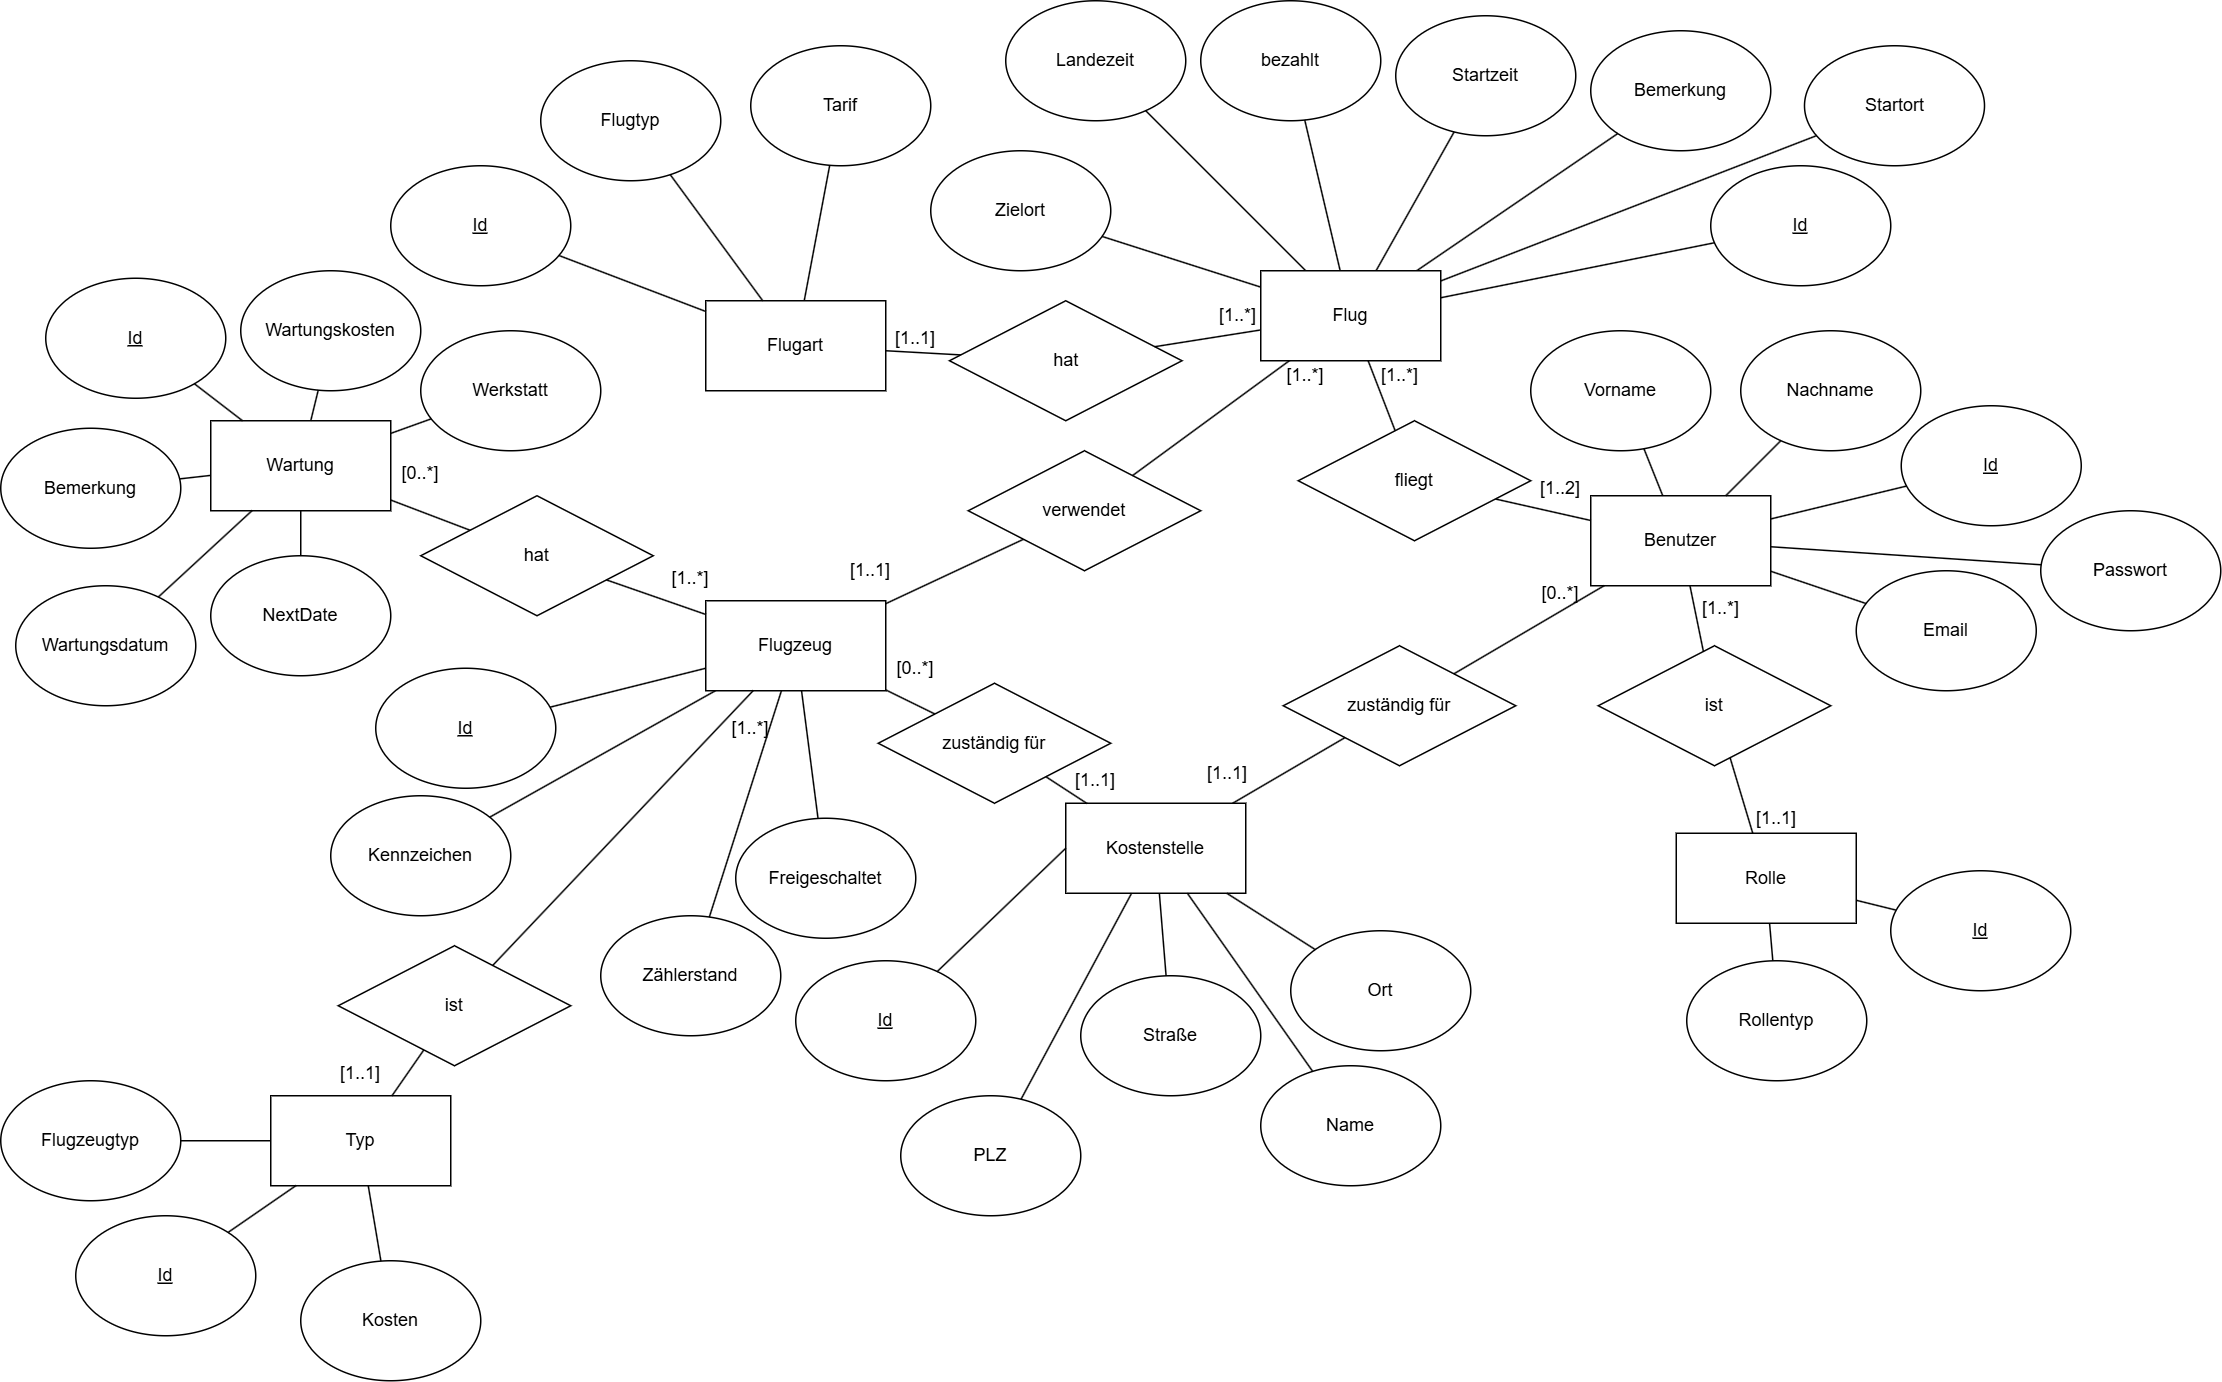 Landezeit
bezahlt
Startzeit
Bemerkung
Startort
Flugtyp
Tarif
Zielort
Id
Id
Id
Wartungskosten
Werkstatt
Flugart
[1..1]
hat
[1..*]
Flug
[1..*]
[1..*]
Vorname
Nachname
Wartung
[0..*]
Bemerkung
fliegt
[1..2]
Id
verwendet
Benutzer
hat
[1..*]
[1..1]
Passwort
Wartungsdatum
NextDate
Flugzeug
[0..*]
[0..*]
[1..*]
Email
Id
[1..*]
zuständig für
zuständig für
ist
[1..1]
[1..1]
Kennzeichen
Freigeschaltet
Kostenstelle
[1..1]
Rolle
Id
Zählerstand
ist
Id
Straße
Ort
Rollentyp
[1..1]
Flugzeugtyp
Typ
PLZ
Name
Id
Kosten